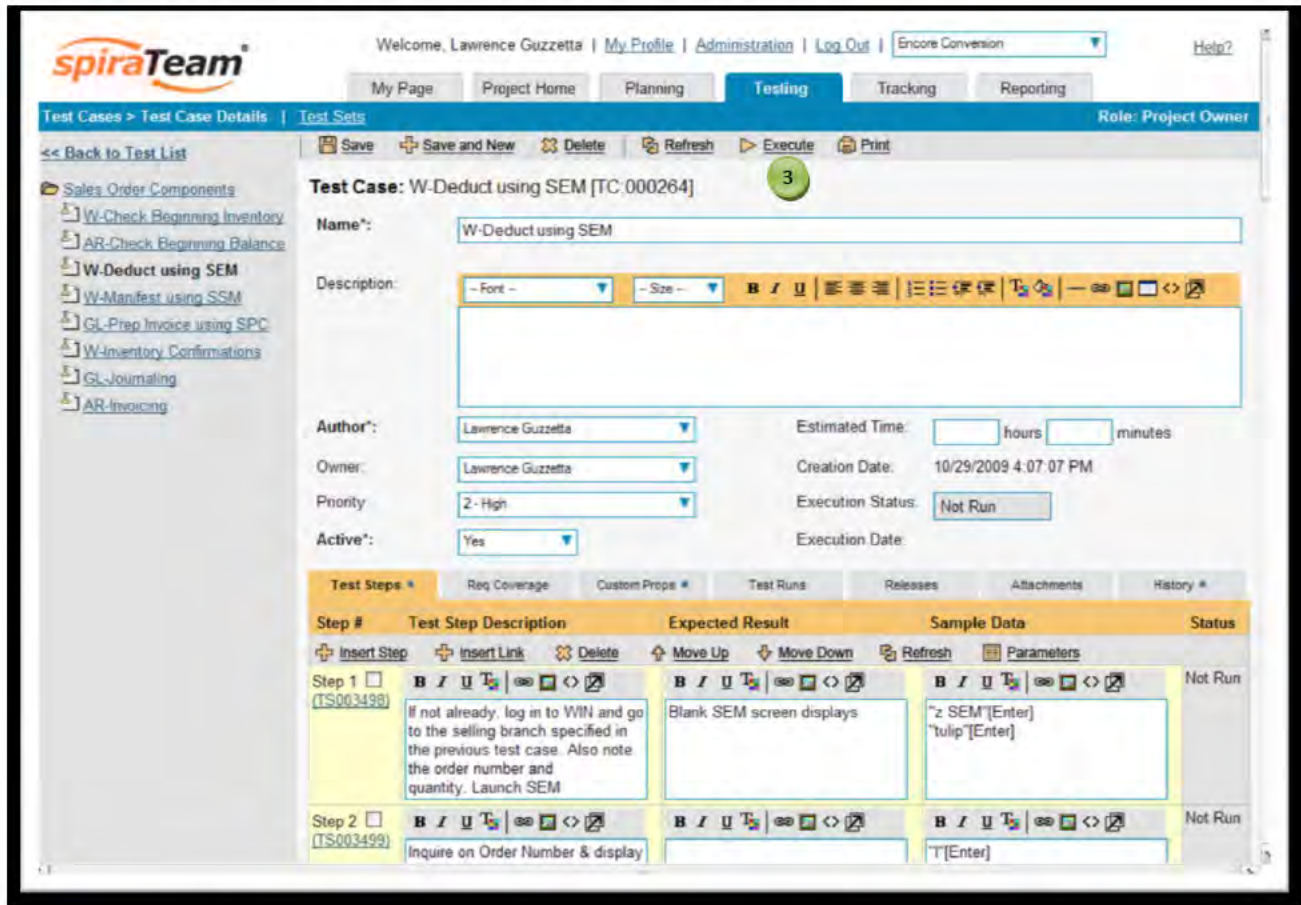 spiraTeam
Welcome, Lawrence Guzzetta | My Profile | Administration | Log Out | Encore Conversion
Help?
My Page Project Home Planning Testing Tracking Reporting
Test Cases > Test Case Details | Test Sets
Role: Project Owner
<< Back to Test List
Save Save and New Delete Refresh Execute Print
3
Sales Order Components
W-Check Beginning Inventory
AR-Check Beginning Balance
W-Deduct using SEM
W-Manifest using SSM
GL-Prep Invoice using SPC
W-Inventory Confirmations
GL-Journaling
AR-Invoicing
Test Case: W-Deduct using SEM [TC:000264]
Name*: W-Deduct using SEM
Description: -- Font -- -- Size -- B I U
Author*: Lawrence Guzzetta Estimated Time: hours minutes
Owner: Lawrence Guzzetta Creation Date: 10/29/2009 4:07:07 PM
Priority 2 - High Execution Status: Not Run
Active*: Yes Execution Date:
Test Steps * Req Coverage Custom Props * Test Runs Releases Attachments History *
Step # Test Step Description Expected Result Sample Data Status
Insert Step Insert Link Delete Move Up Move Down Refresh Parameters
Step 1 B I U B I U B I U Not Run
(TS003498)
If not already, log in to WIN and go
to the selling branch specified in
the previous test case. Also note
the order number and
quantity. Launch SEM
Blank SEM screen displays
"z SEM"[Enter]
"tulip"[Enter]
Step 2 B I U B I U B I U Not Run
(TS003499)
Inquire on Order Number & display
"I"[Enter]